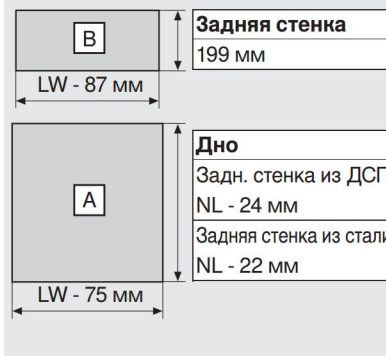 B
Задняя стенка
199 мм
LW - 87 мм
A
Дно
Задн. стенка из ДСП
NL - 24 мм
Задняя стенка из стали
NL - 22 мм
LW - 75 мм